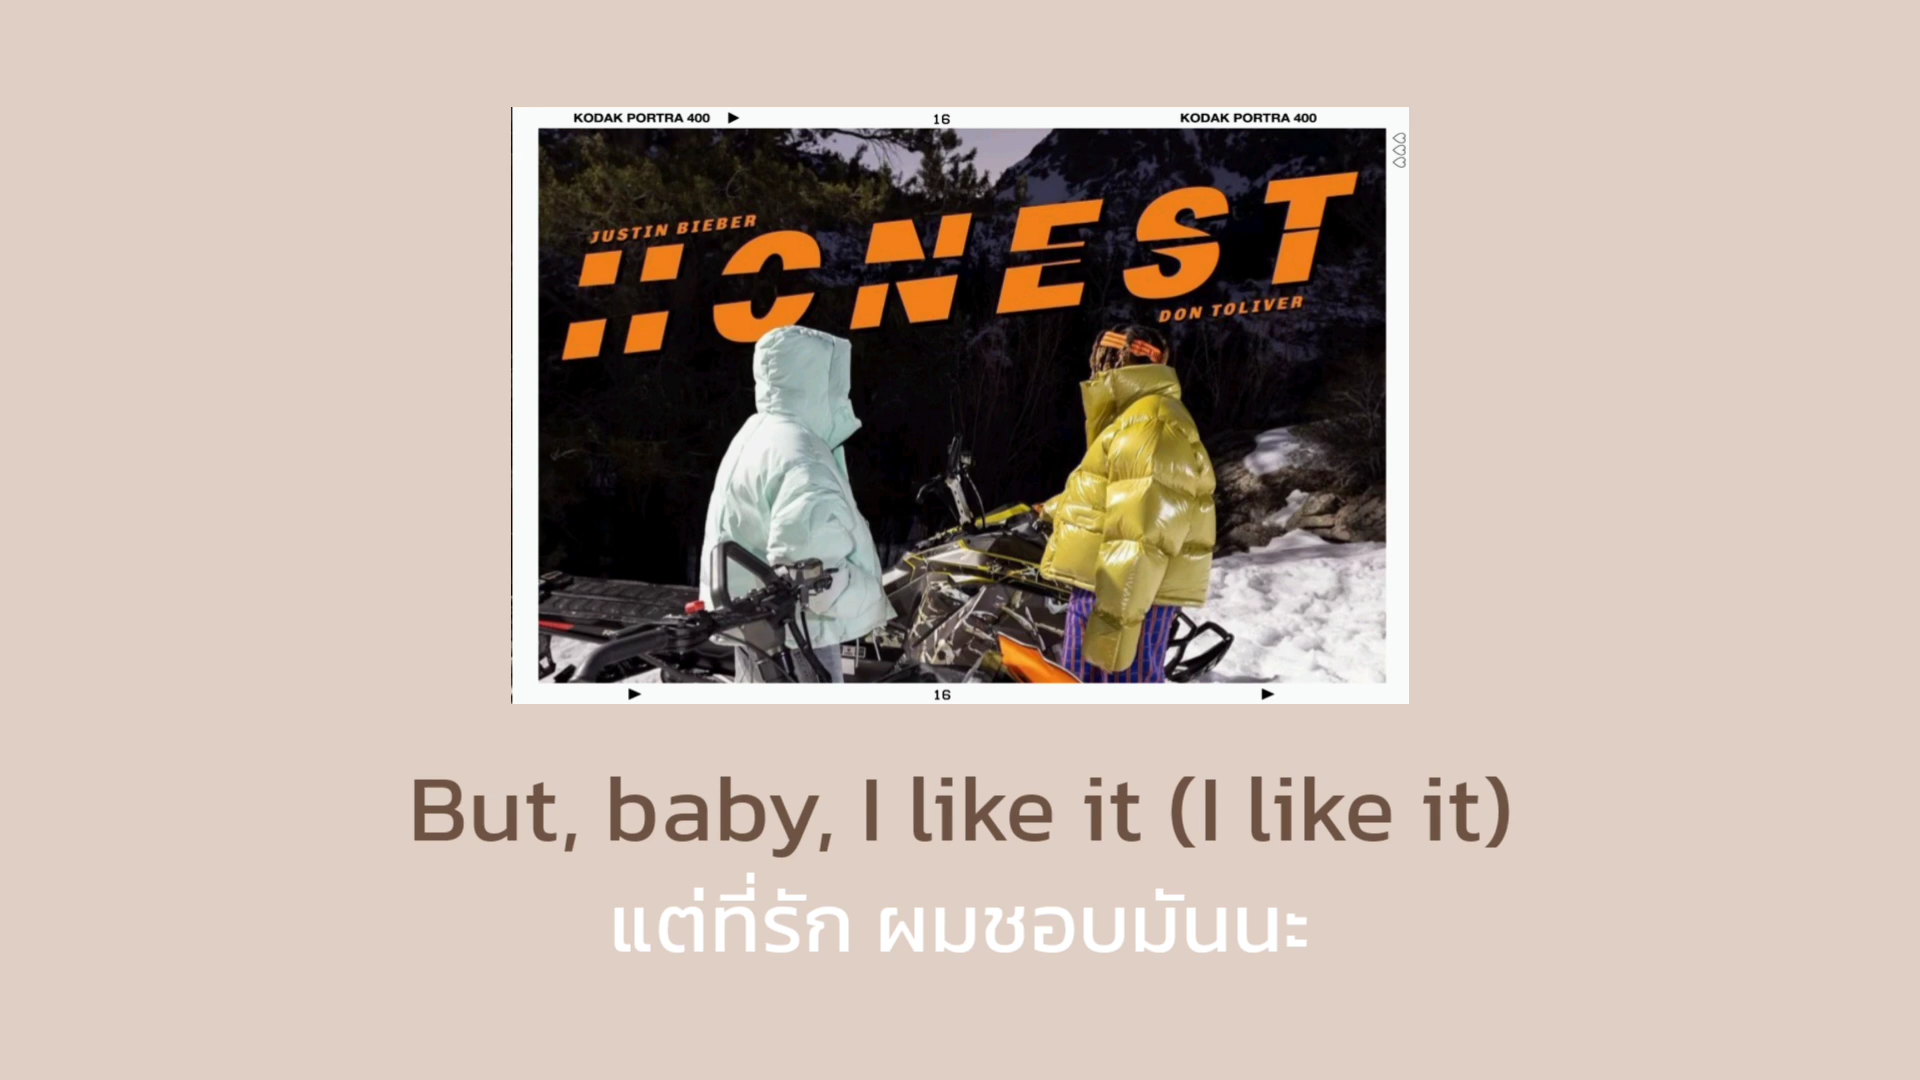 KODAK PORTRA 400 ▶ 16 KODAK PORTRA 400
JUSTIN BIEBER
HONEST
DON TOLIVER
▶ 16 ▶
But, baby, I like it (I like it)
แต่ที่รัก ผมชอบมันนะ